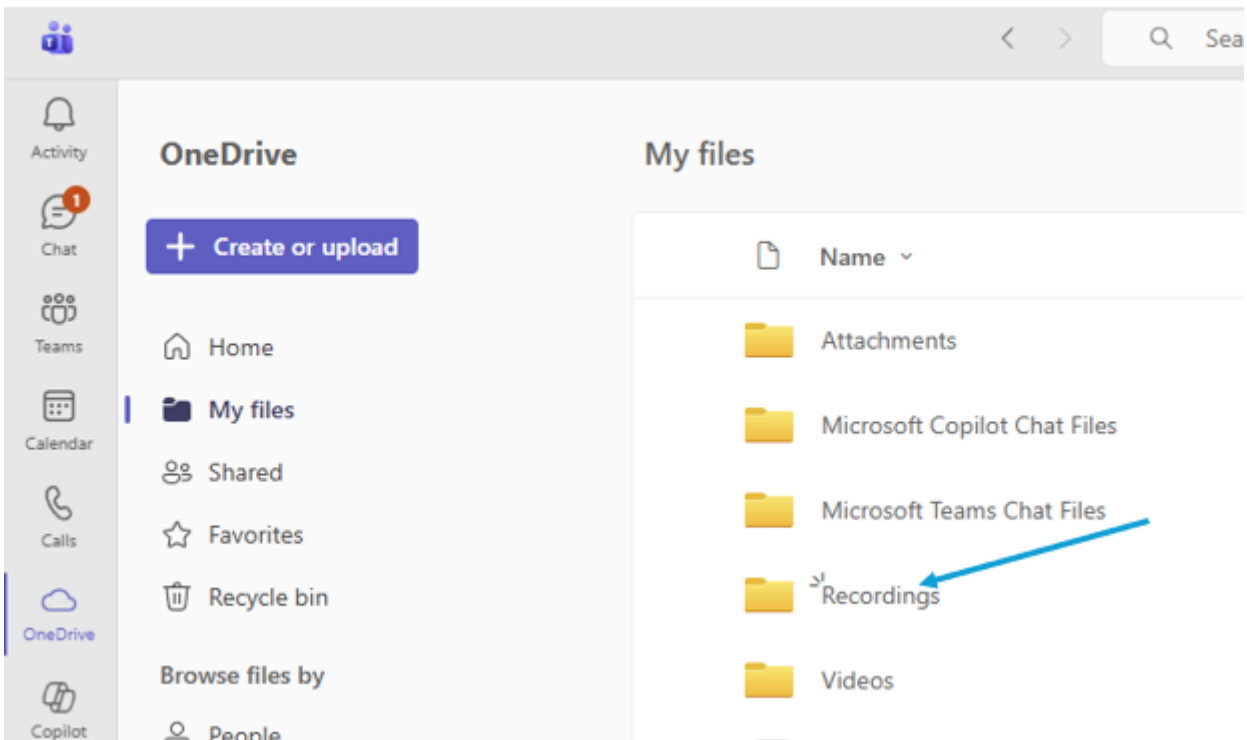 Sea
Activity
OneDrive
My files
1
Chat
Create or upload
Name
Teams
Home
Attachments
My files
Microsoft Copilot Chat Files
Calendar
Shared
Microsoft Teams Chat Files
Calls
Favorites
Recycle bin
Recordings
OneDrive
Browse files by
Videos
Copilot
People